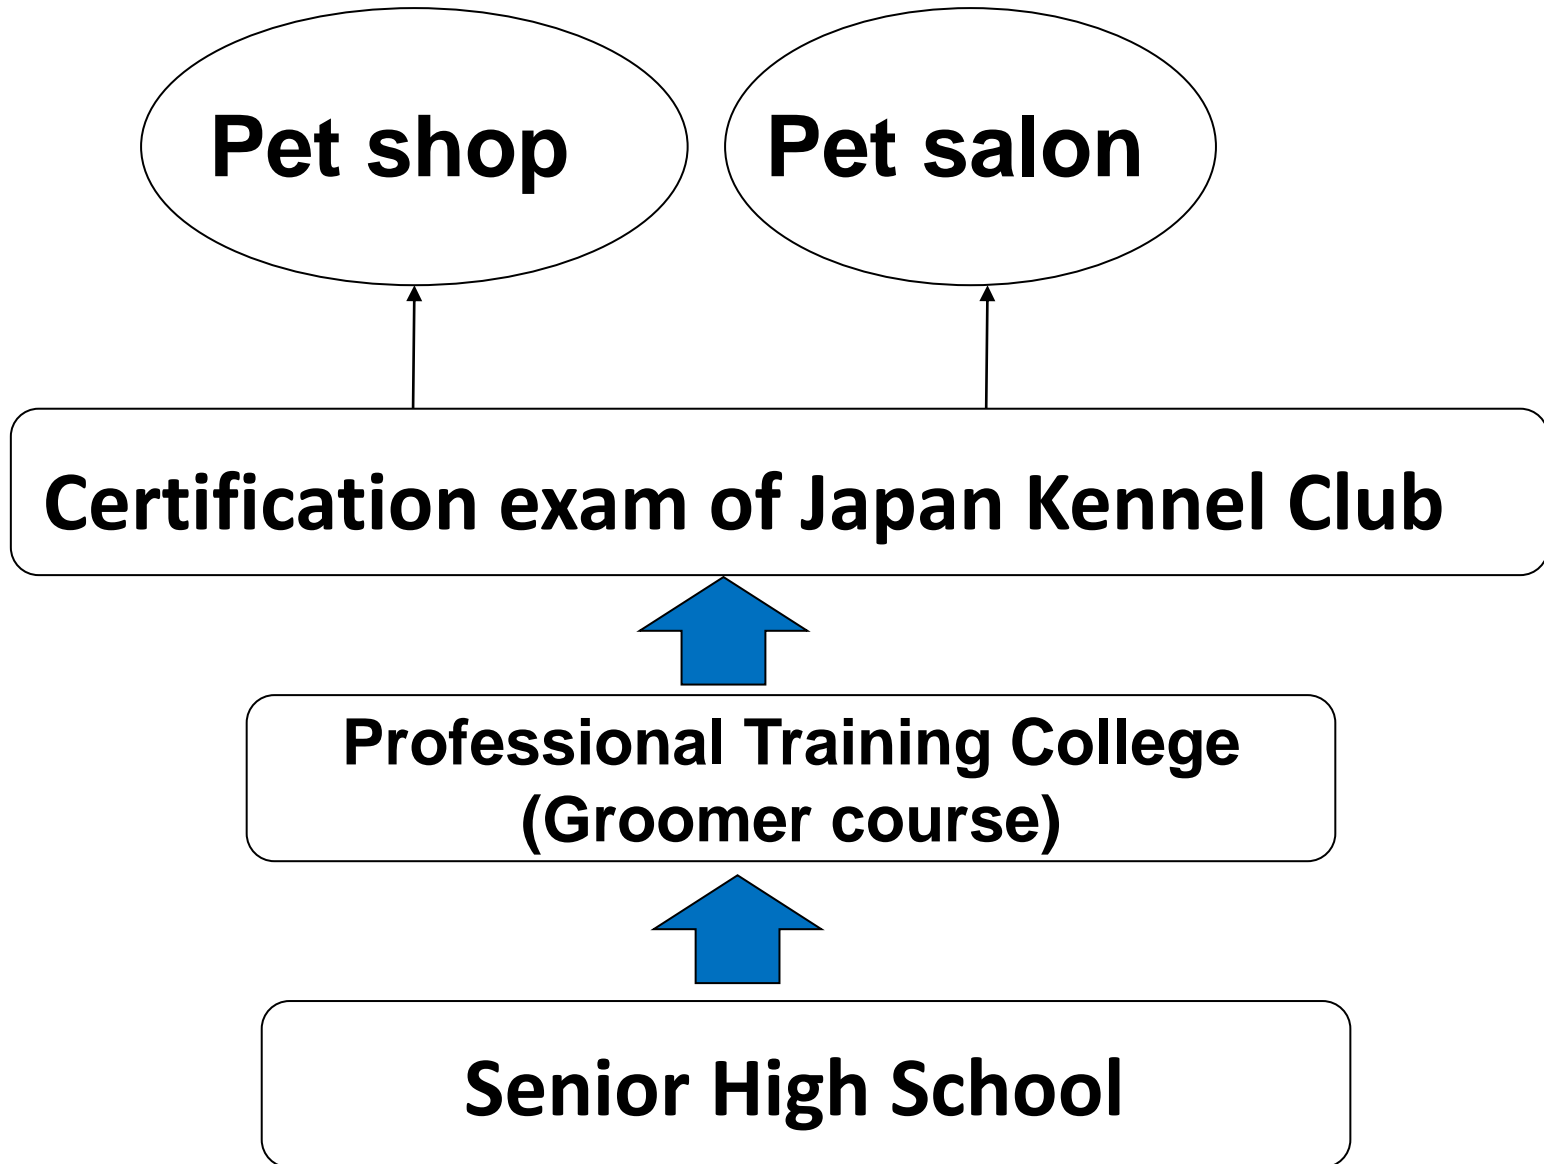 Pet shop
Pet salon
Certification exam of Japan Kennel Club
Professional Training College
(Groomer course)
Senior High School